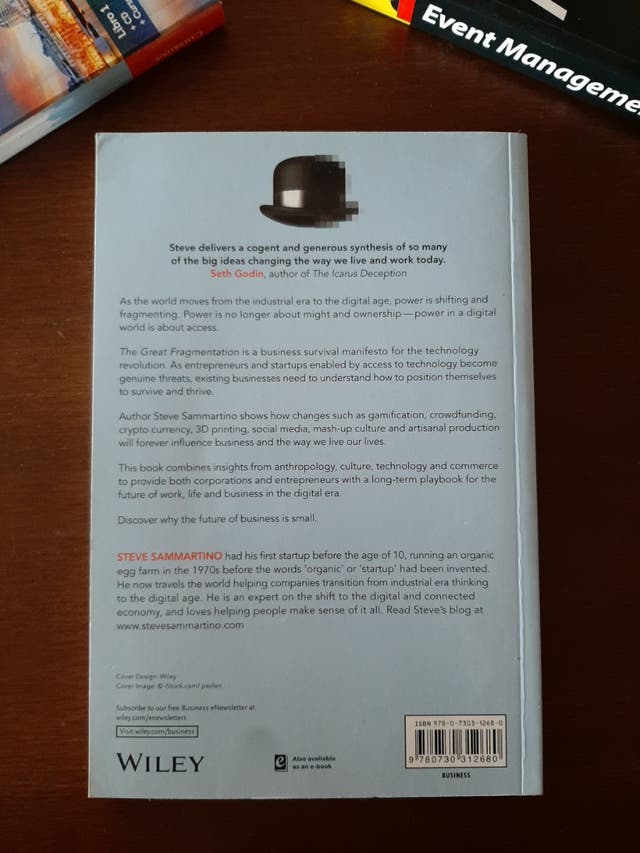 Libro 1
+ CD
+ Curs
Event Manageme
Steve delivers a cogent and generous synthesis of so many
of the big ideas changing the way we live and work today.
Seth Godin, author of The Icarus Deception
As the world moves from the industrial era to the digital age, power is shifting and
fragmenting. Power is no longer about might and ownership — power in a digital
world is about access.
The Great Fragmentation is a business survival manifesto for the technology
revolution. As entrepreneurs and startups enabled by access to technology become
genuine threats, existing businesses need to understand how to position themselves
to survive and thrive.
Author Steve Sammartino shows how changes such as gamification, crowdfunding,
crypto currency, 3D printing, social media, mash-up culture and artisanal production
will forever influence business and the way we live our lives.
This book combines insights from anthropology, culture, technology and commerce
to provide both corporations and entrepreneurs with a long-term playbook for the
future of work, life and business in the digital era.
Discover why the future of business is small.
STEVE SAMMARTINO had his first startup before the age of 10, running an organic
egg farm in the 1970s before the words 'organic' or 'startup' had been invented.
He now travels the world helping companies transition from industrial era thinking
to the digital age. He is an expert on the shift to the digital and connected
economy, and loves helping people make sense of it all. Read Steve's blog at
www.stevesammartino.com
Cover Design: Wiley
Cover Image: © iStock.com/ pavlen
Subscribe to our free Business eNewsletter at
wiley.com/enewsletters
Visit wiley.com/business
WILEY
e Also available
as an e-book
ISBN 978-0-7303-1268-0
9 780730 312680
BUSINESS